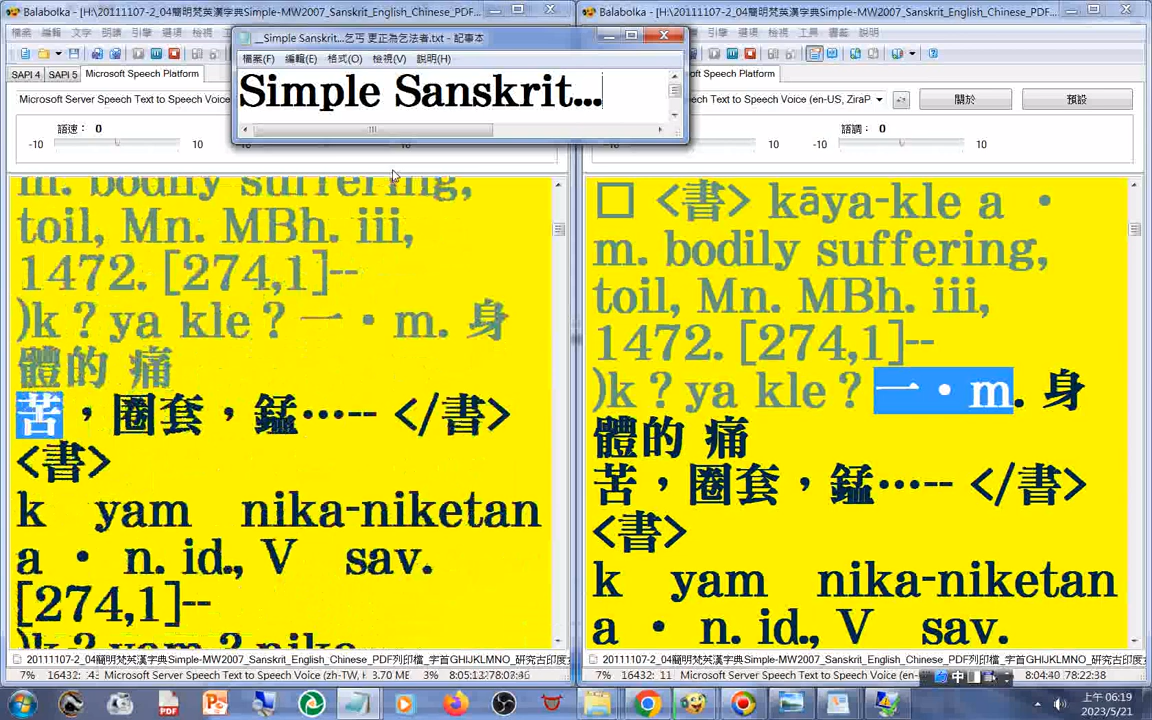 Balabolka - [H:\20111107-2_04簡明梵英漢字典Simple-MW2007_Sanskrit_English_Chinese_PDF...
Balabolka - [H:\20111107-2_04簡明梵英漢字典Simple-MW2007_Sanskrit_English_Chinese_PDF...
__Simple Sanskrit...乞丐 更正為乞法者.txt - 記事本
檔案(F) 編輯(E) 格式(O) 檢視(V) 說明(H)
Simple Sanskrit...
SAPI 4 SAPI 5 Microsoft Speech Platform
Speech Platform
Microsoft Server Speech Text to Speech Voice
ect Text to Speech Voice (en-US, ZiraP
關於
預設
語速： 0
語調： 0
-10 10 -10 10
-10 10
m. bodily suffering,
toil, Mn. MBh. iii,
1472. [274,1]--
)k？ya kle？一‧m. 身
體的 痛
苦，圈套，錳…-- </書>
<書>
k yam nika-niketan
a ‧ n. id., V sav.
[274,1]--
)k？yam？nike
□ <書> kāya-kle a ‧
m. bodily suffering,
toil, Mn. MBh. iii,
1472. [274,1]--
)k？ya kle？一‧m. 身
體的 痛
苦，圈套，錳…-- </書>
<書>
k yam nika-niketan
a ‧ n. id., V sav.
20111107-2_04簡明梵英漢字典Simple-MW2007_Sanskrit_English_Chinese_PDF列印檔_字首GHIJKLMNO_研究古印度
20111107-2_04簡明梵英漢字典Simple-MW2007_Sanskrit_English_Chinese_PDF列印檔_字首GHIJKLMNO_研究古印度
7% 16432: Microsoft Server Speech Text to Speech Voice (zh-TW, 3.70 ME 3% 8:05:13
7% 16432: 11 Microsoft Server Speech Text to Speech Voice 8:04:40 78:22:38
中
上午 06:19
2023/5/21